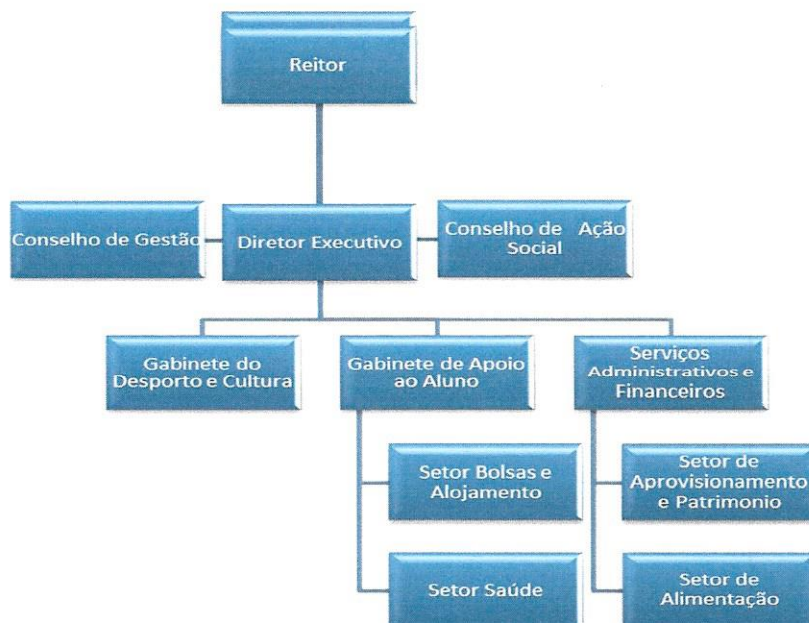 Reitor
Conselho de Gestão
Diretor Executivo
Conselho de Ação
Social
Gabinete do
Desporto e Cultura
Gabinete de Apoio
ao Aluno
Serviços
Administrativos e
Financeiros
Setor Bolsas e
Alojamento
Setor de
Aprovisionamento
e Patrimonio
Setor Saúde
Setor de
Alimentação